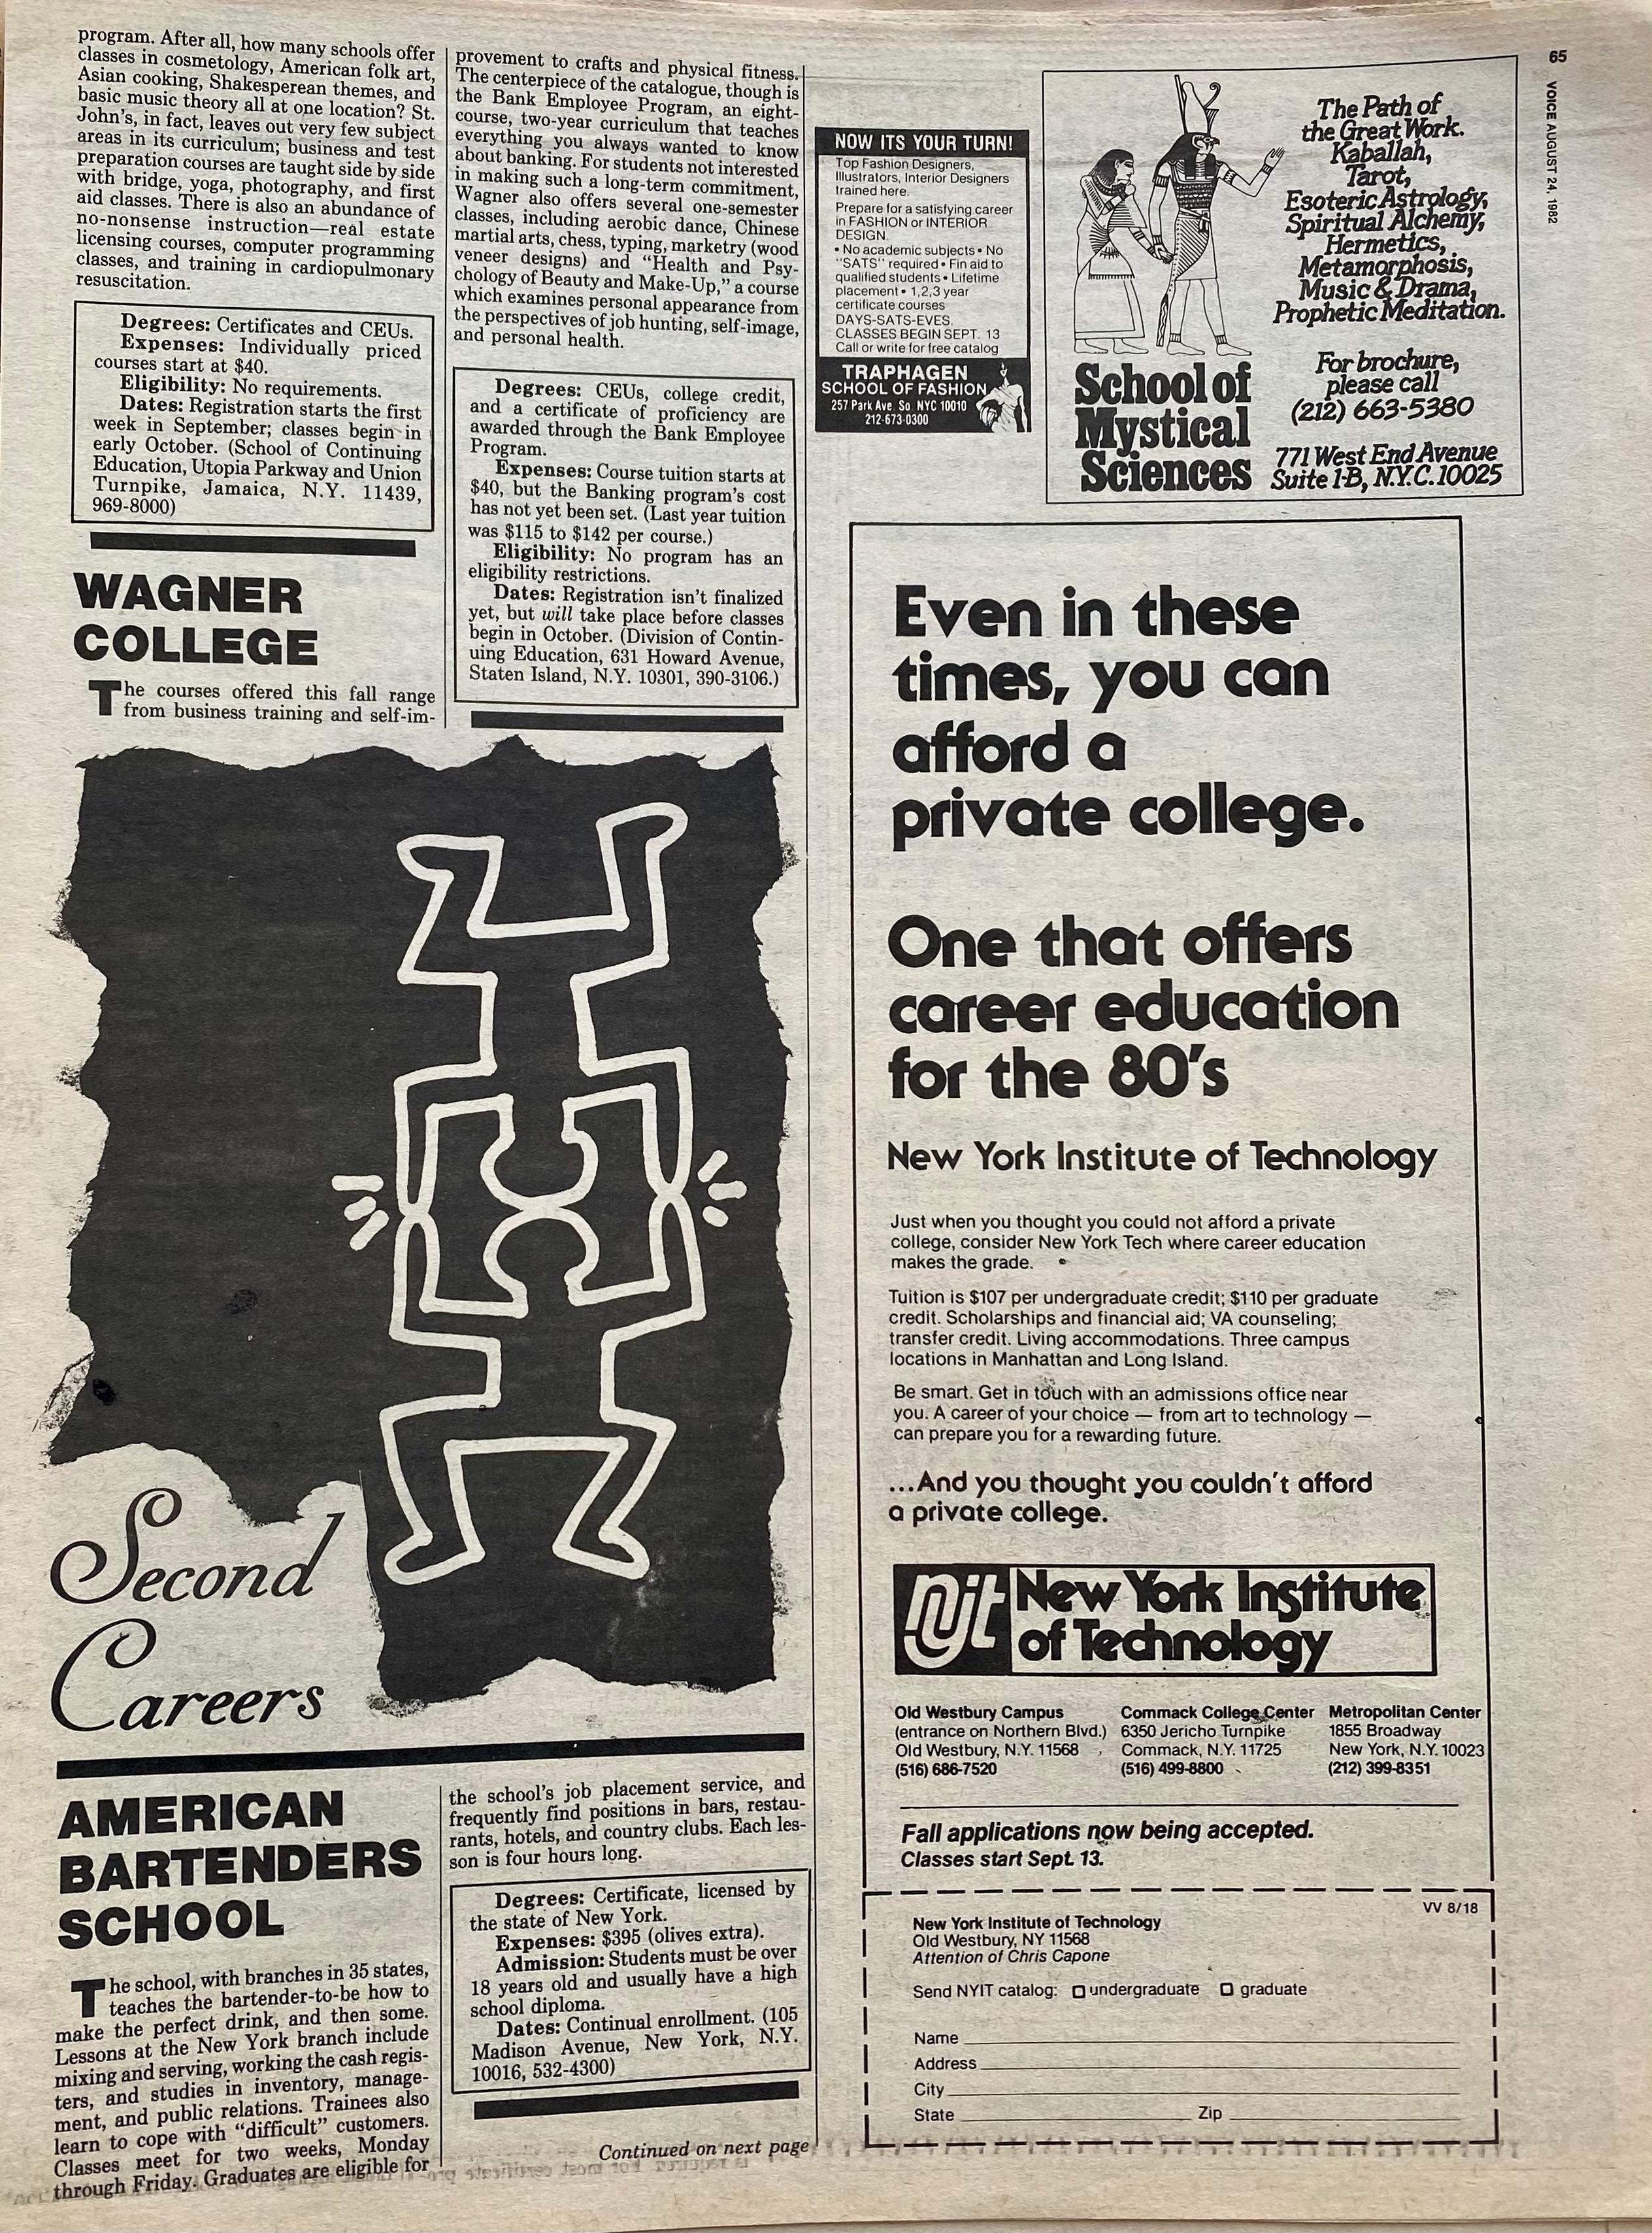 program. After all, how many schools offer
classes in cosmetology, American folk art,
Asian cooking, Shakesperean themes, and
basic music theory all at one location? St.
John's, in fact, leaves out very few subject
areas in its curriculum; business and test
preparation courses are taught side by side
with bridge, yoga, photography, and first
aid classes. There is also an abundance of
no-nonsense instruction—real estate
licensing courses, computer programming
classes, and training in cardiopulmonary
resuscitation.
Degrees: Certificates and CEUs.
Expenses: Individually priced
courses start at $40.
Eligibility: No requirements.
Dates: Registration starts the first
week in September; classes begin in
early October. (School of Continuing
Education, Utopia Parkway and Union
Turnpike, Jamaica, N.Y. 11439,
969-8000)
WAGNER
COLLEGE
The courses offered this fall range
from business training and self-im-
provement to crafts and physical fitness.
The centerpiece of the catalogue, though is
the Bank Employee Program, an eight-
course, two-year curriculum that teaches
everything you always wanted to know
about banking. For students not interested
in making such a long-term commitment,
Wagner also offers several one-semester
classes, including aerobic dance, Chinese
martial arts, chess, typing, marketry (wood
veneer designs) and "Health and Psy-
chology of Beauty and Make-Up," a course
which examines personal appearance from
the perspectives of job hunting, self-image,
and personal health.
Degrees: CEUs, college credit,
and a certificate of proficiency are
awarded through the Bank Employee
Program.
Expenses: Course tuition starts at
$40, but the Banking program's cost
has not yet been set. (Last year tuition
was $115 to $142 per course.)
Eligibility: No program has an
eligibility restrictions.
Dates: Registration isn't finalized
yet, but will take place before classes
begin in October. (Division of Contin-
uing Education, 631 Howard Avenue,
Staten Island, N.Y. 10301, 390-3106.)
Second
Careers
AMERICAN
BARTENDERS
SCHOOL
The school, with branches in 35 states,
teaches the bartender-to-be how to
make the perfect drink, and then some.
Lessons at the New York branch include
mixing and serving, working the cash regis-
ters, and studies in inventory, manage-
ment, and public relations. Trainees also
learn to cope with "difficult" customers.
Classes meet for two weeks, Monday
through Friday. Graduates are eligible for
the school's job placement service, and
frequently find positions in bars, restau-
rants, hotels, and country clubs. Each les-
son is four hours long.
Degrees: Certificate, licensed by
the state of New York.
Expenses: $395 (olives extra).
Admission: Students must be over
18 years old and usually have a high
school diploma.
Dates: Continual enrollment. (105
Madison Avenue, New York, N.Y.
10016, 532-4300)
Continued on next page
NOW ITS YOUR TURN!
Top Fashion Designers,
Illustrators, Interior Designers
trained here.
Prepare for a satisfying career
in FASHION or INTERIOR
DESIGN.
• No academic subjects • No
"SATS" required • Fin aid to
qualified students • Lifetime
placement • 1,2,3 year
certificate courses
DAYS-SATS-EVES.
CLASSES BEGIN SEPT. 13
Call or write for free catalog
TRAPHAGEN
SCHOOL OF FASHION
257 Park Ave. So. NYC 10010
212-673-0300
The Path of
the Great Work.
Kaballah,
Tarot,
Esoteric Astrology,
Spiritual Alchemy,
Hermetics,
Metamorphosis,
Music & Drama,
Prophetic Meditation.
For brochure,
please call
(212) 663-5380
771 West End Avenue
Suite 1-B, N.Y.C. 10025
School of
Mystical
Sciences
65
VOICE AUGUST 24, 1982
Even in these
times, you can
afford a
private college.
One that offers
career education
for the 80's
New York Institute of Technology
Just when you thought you could not afford a private
college, consider New York Tech where career education
makes the grade.
Tuition is $107 per undergraduate credit; $110 per graduate
credit. Scholarships and financial aid; VA counseling;
transfer credit. Living accommodations. Three campus
locations in Manhattan and Long Island.
Be smart. Get in touch with an admissions office near
you. A career of your choice — from art to technology —
can prepare you for a rewarding future.
...And you thought you couldn't afford
a private college.
nyit New York Institute
of Technology
Old Westbury Campus
(entrance on Northern Blvd.)
Old Westbury, N.Y. 11568
(516) 686-7520
Commack College Center
6350 Jericho Turnpike
Commack, N.Y. 11725
(516) 499-8800
Metropolitan Center
1855 Broadway
New York, N.Y. 10023
(212) 399-8351
Fall applications now being accepted.
Classes start Sept. 13.
VV 8/18
New York Institute of Technology
Old Westbury, NY 11568
Attention of Chris Capone
Send NYIT catalog: undergraduate graduate
Name
Address
City
State Zip